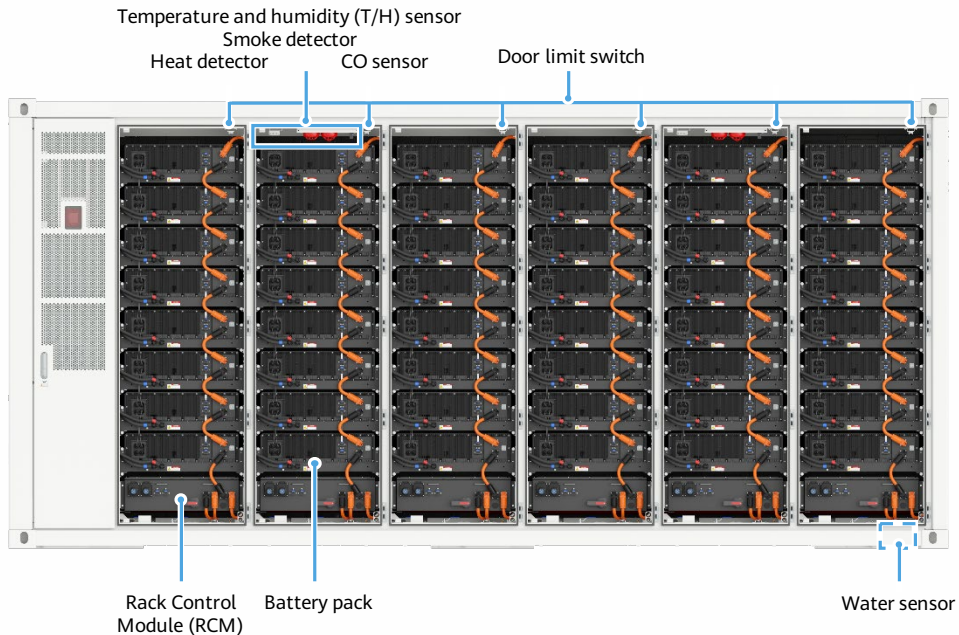 Temperature and humidity (T/H) sensor
Smoke detector
Heat detector
CO sensor
Door limit switch
Rack Control
Module (RCM)
Battery pack
Water sensor